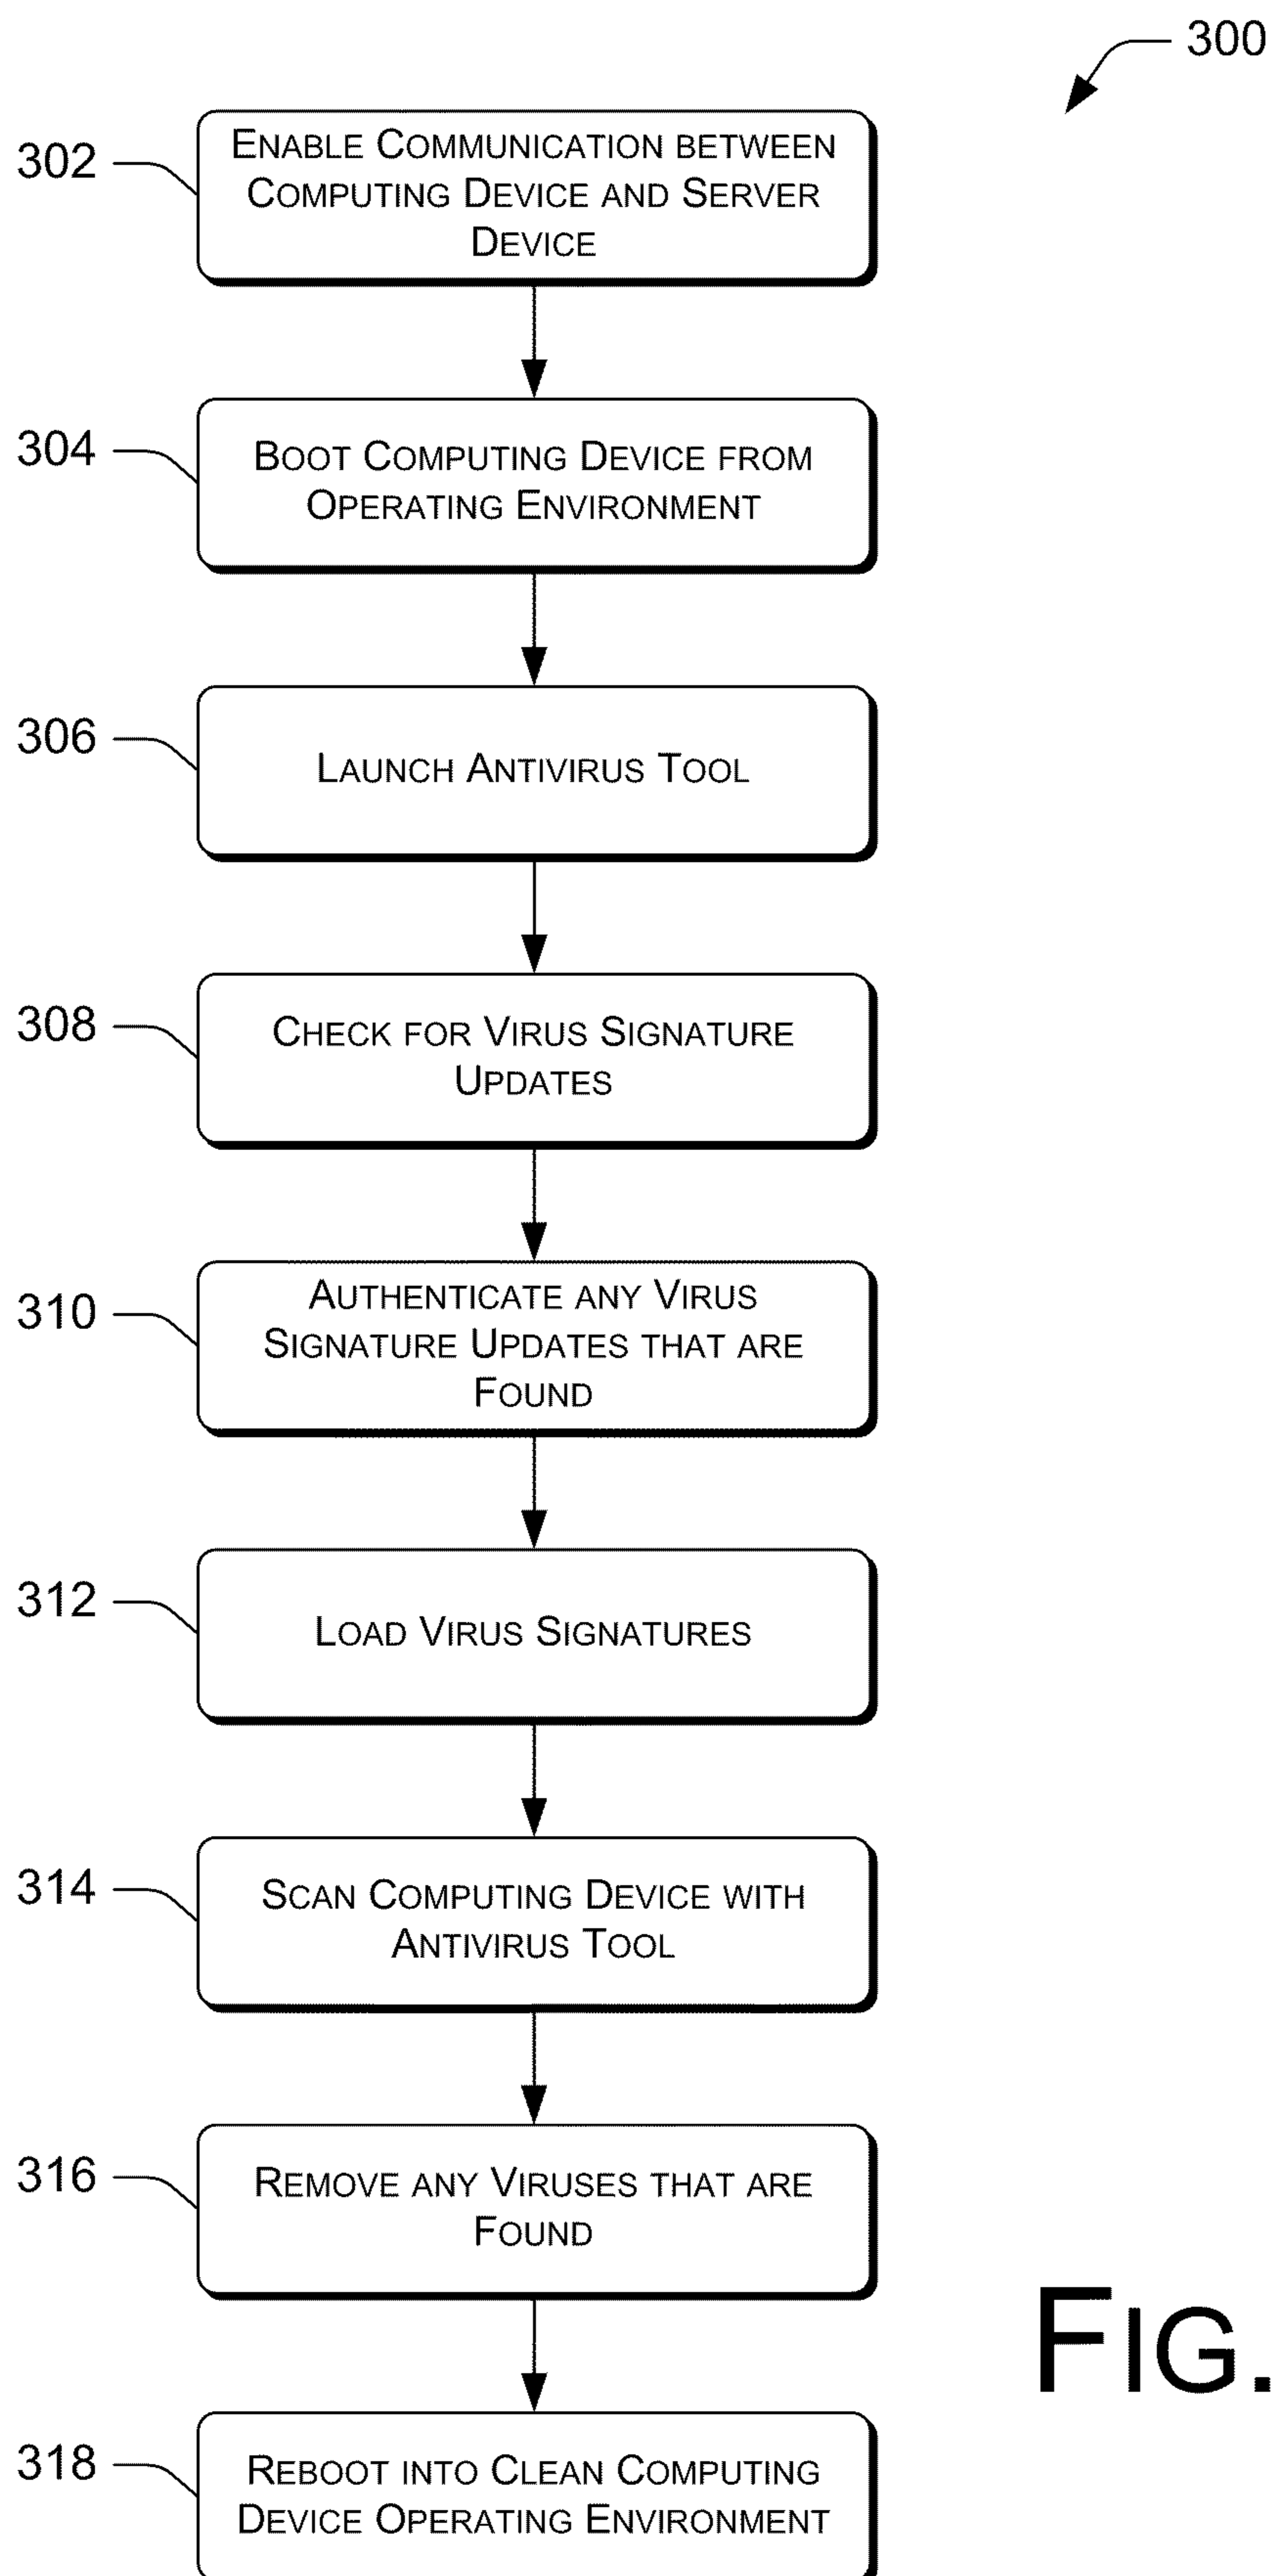 300
302
ENABLE COMMUNICATION BETWEEN
COMPUTING DEVICE AND SERVER
DEVICE
304
BOOT COMPUTING DEVICE FROM
OPERATING ENVIRONMENT
306
LAUNCH ANTIVIRUS TOOL
308
CHECK FOR VIRUS SIGNATURE
UPDATES
310
AUTHENTICATE ANY VIRUS
SIGNATURE UPDATES THAT ARE
FOUND
312
LOAD VIRUS SIGNATURES
314
SCAN COMPUTING DEVICE WITH
ANTIVIRUS TOOL
316
REMOVE ANY VIRUSES THAT ARE
FOUND
FIG.
318
REBOOT INTO CLEAN COMPUTING
DEVICE OPERATING ENVIRONMENT